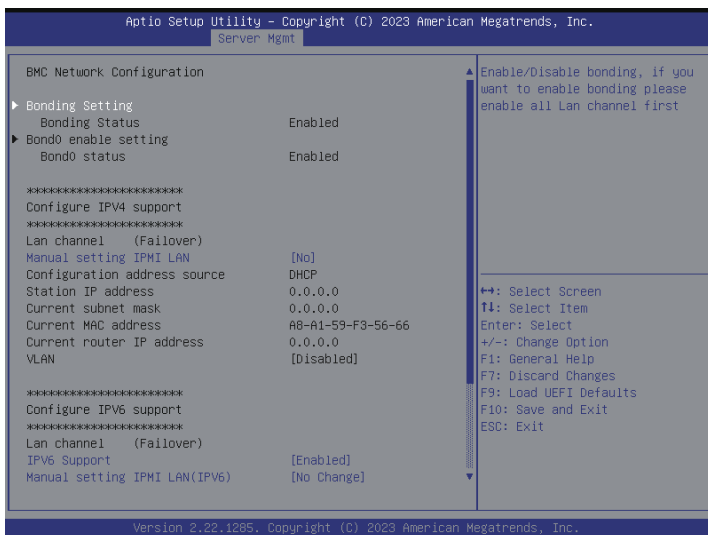 Aptio Setup Utility – Copyright (C) 2023 American Megatrends, Inc.
Server Mgmt
BMC Network Configuration
Bonding Setting
Bonding Status Enabled
Bond0 enable setting
Bond0 status Enabled
************************
Configure IPV4 support
************************
Lan channel (Failover)
Manual setting IPMI LAN [No]
Configuration address source DHCP
Station IP address 0.0.0.0
Current subnet mask 0.0.0.0
Current MAC address A8-A1-59-F3-56-66
Current router IP address 0.0.0.0
VLAN [Disabled]
************************
Configure IPV6 support
************************
Lan channel (Failover)
IPV6 Support [Enabled]
Manual setting IPMI LAN(IPV6) [No Change]
Enable/Disable bonding, if you
want to enable bonding please
enable all Lan channel first
↔: Select Screen
↑↓: Select Item
Enter: Select
+/-: Change Option
F1: General Help
F7: Discard Changes
F9: Load UEFI Defaults
F10: Save and Exit
ESC: Exit
Version 2.22.1285. Copyright (C) 2023 American Megatrends, Inc.